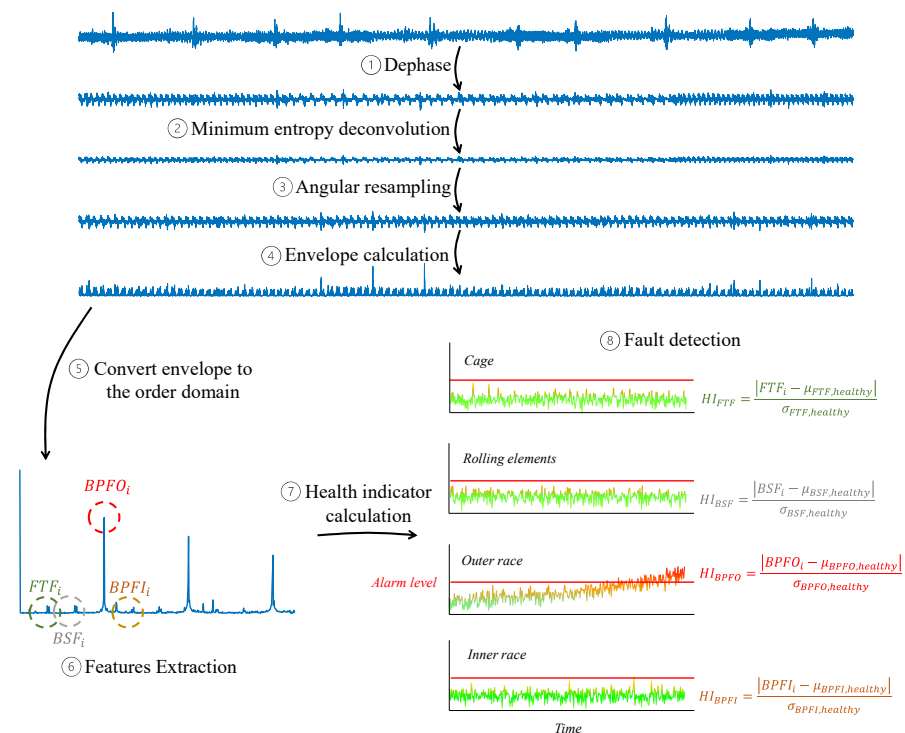 ① Dephase
② Minimum entropy deconvolution
③ Angular resampling
④ Envelope calculation
⑤ Convert envelope to
the order domain
BPFO_i
FTF_i
BPFI_i
BSF_i
⑥ Features Extraction
⑦ Health indicator
calculation
⑧ Fault detection
Cage
HI_FTF = |FTF_i − μ_FTF,healthy| / σ_FTF,healthy
Rolling elements
HI_BSF = |BSF_i − μ_BSF,healthy| / σ_BSF,healthy
Outer race
Alarm level
HI_BPFO = |BPFO_i − μ_BPFO,healthy| / σ_BPFO,healthy
Inner race
HI_BPFI = |BPFI_i − μ_BPFI,healthy| / σ_BPFI,healthy
Time